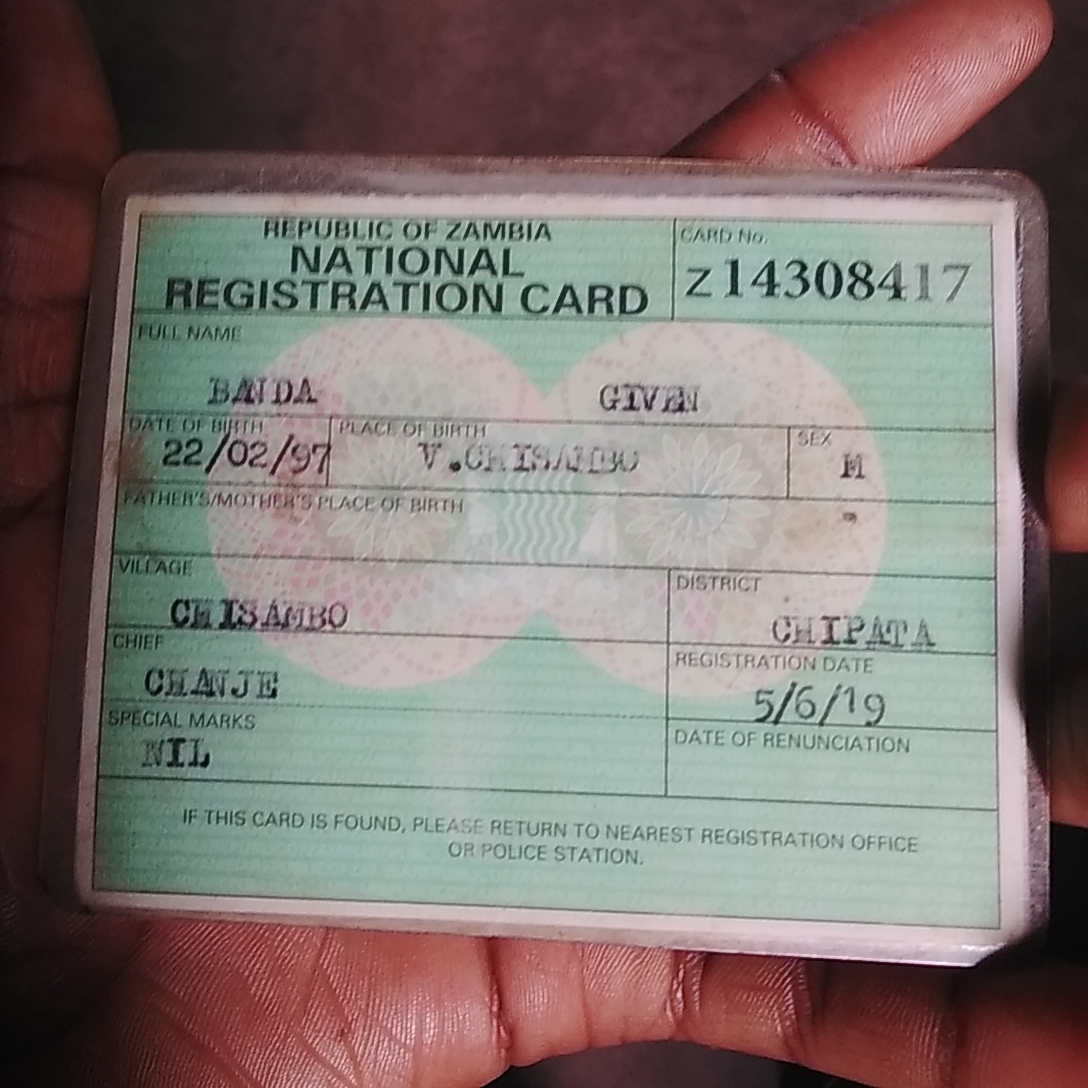 REPUBLIC OF ZAMBIA
NATIONAL
REGISTRATION CARD
CARD No.
Z14308417
FULL NAME
BANDA GIVEN
DATE OF BIRTH PLACE OF BIRTH SEX
22/02/97 V.CHISAMBO M
FATHER'S/MOTHER'S PLACE OF BIRTH
VILLAGE
CHISAMBO
DISTRICT
CHIPATA
CHIEF
CHANJE
REGISTRATION DATE
5/6/19
SPECIAL MARKS
NIL
DATE OF RENUNCIATION
IF THIS CARD IS FOUND, PLEASE RETURN TO NEAREST REGISTRATION OFFICE
OR POLICE STATION.